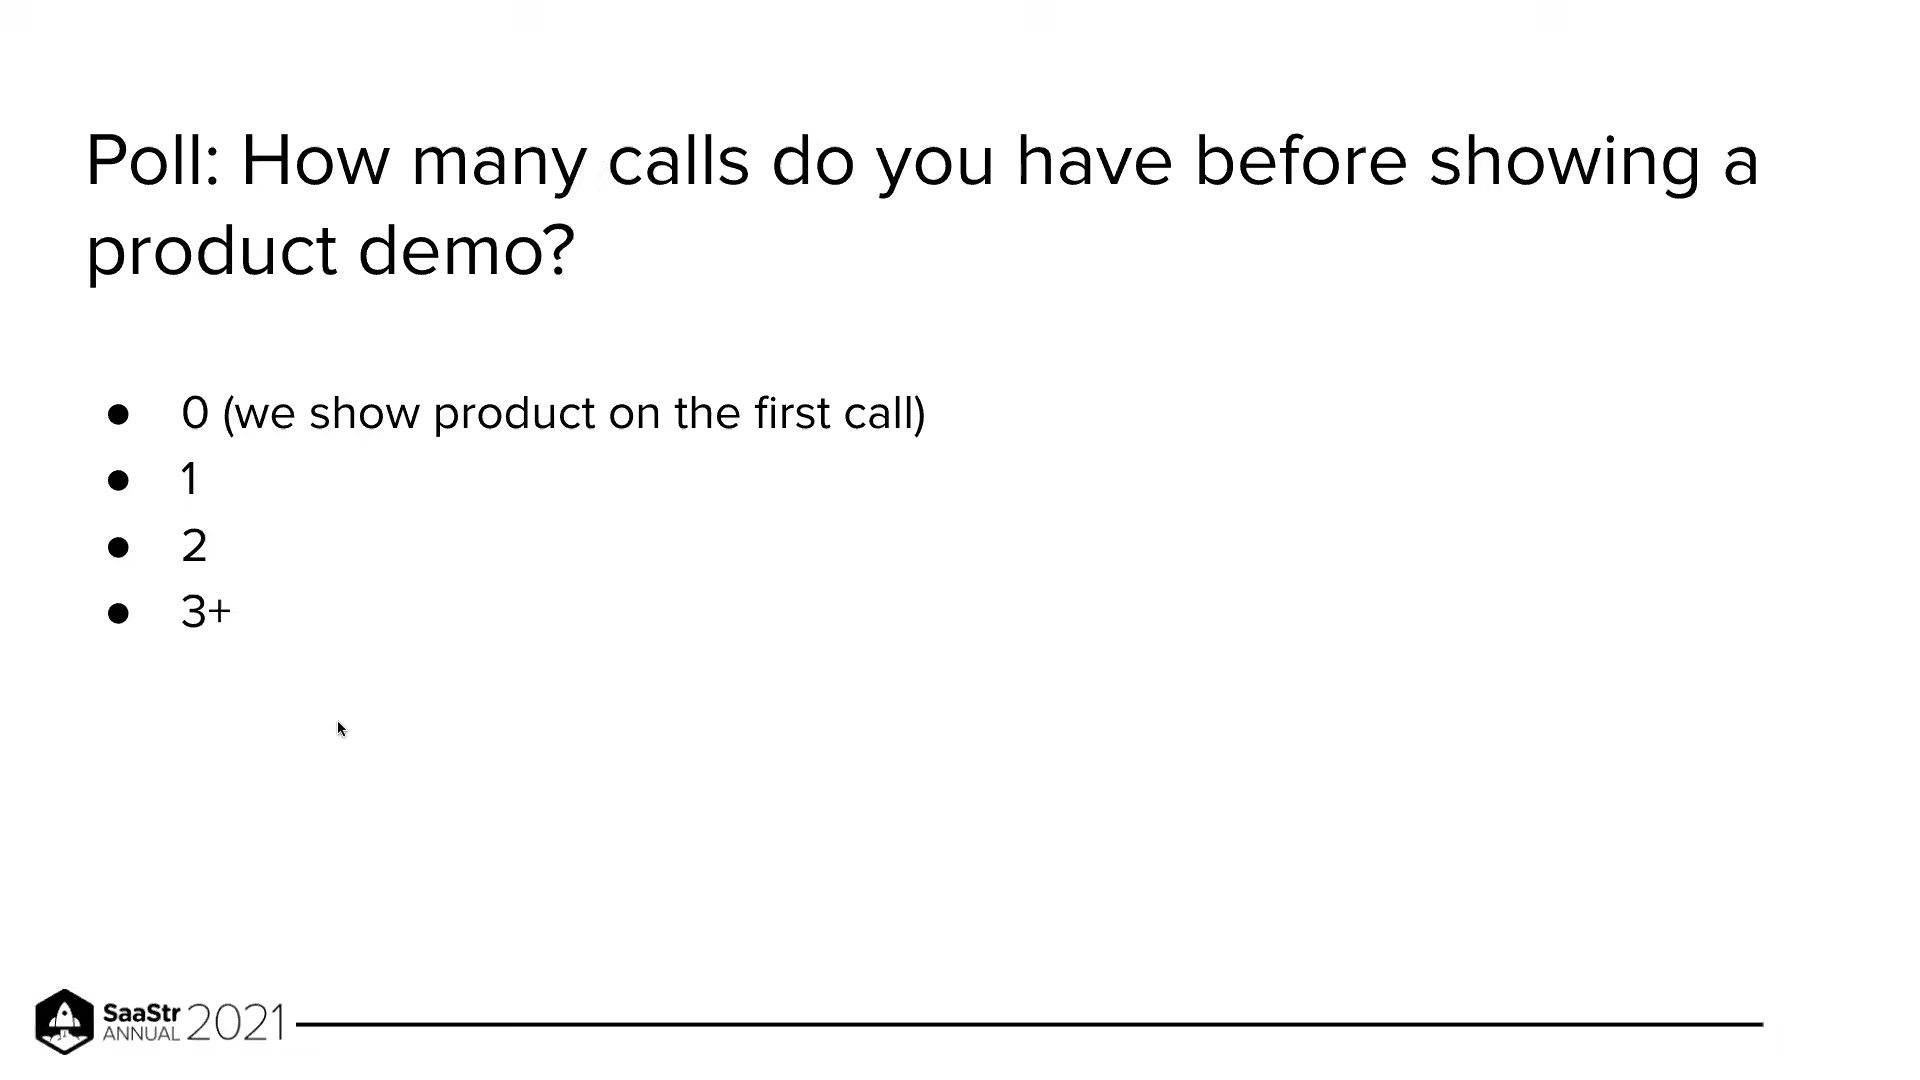 Poll: How many calls do you have before showing a
product demo?
● 0 (we show product on the first call)
● 1
● 2
● 3+
SaaStr
ANNUAL 2021